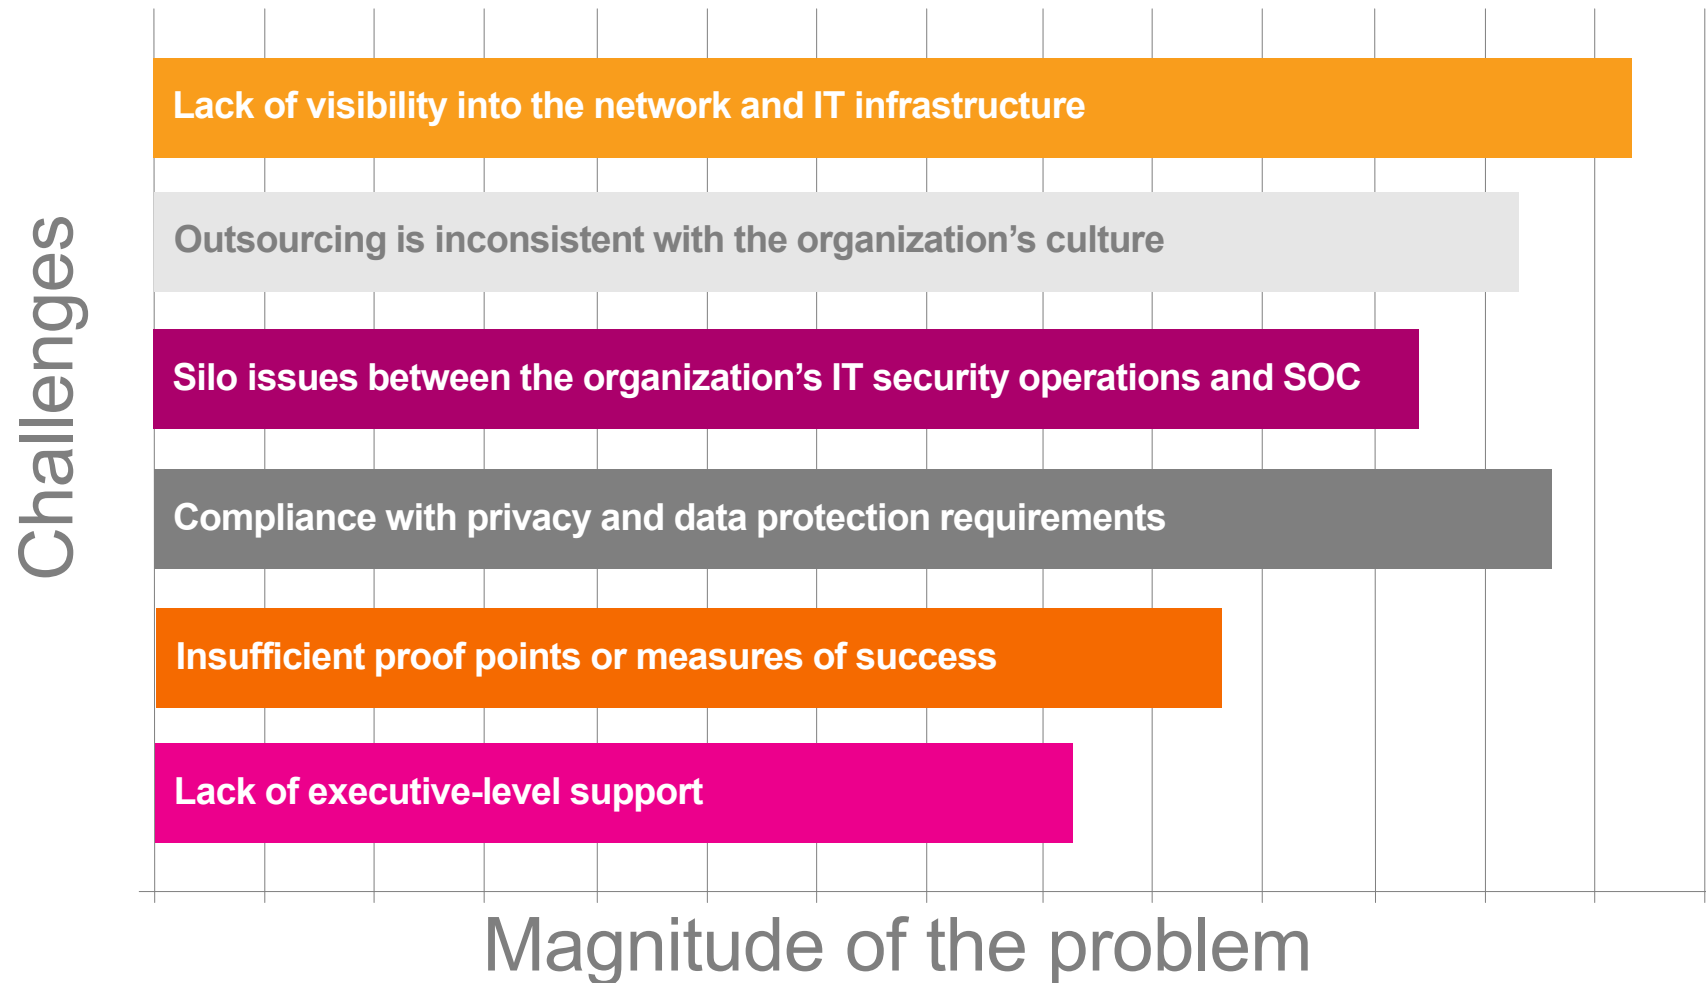 Challenges
Lack of visibility into the network and IT infrastructure
Outsourcing is inconsistent with the organization’s culture
Silo issues between the organization’s IT security operations and SOC
Compliance with privacy and data protection requirements
Insufficient proof points or measures of success
Lack of executive-level support
Magnitude of the problem